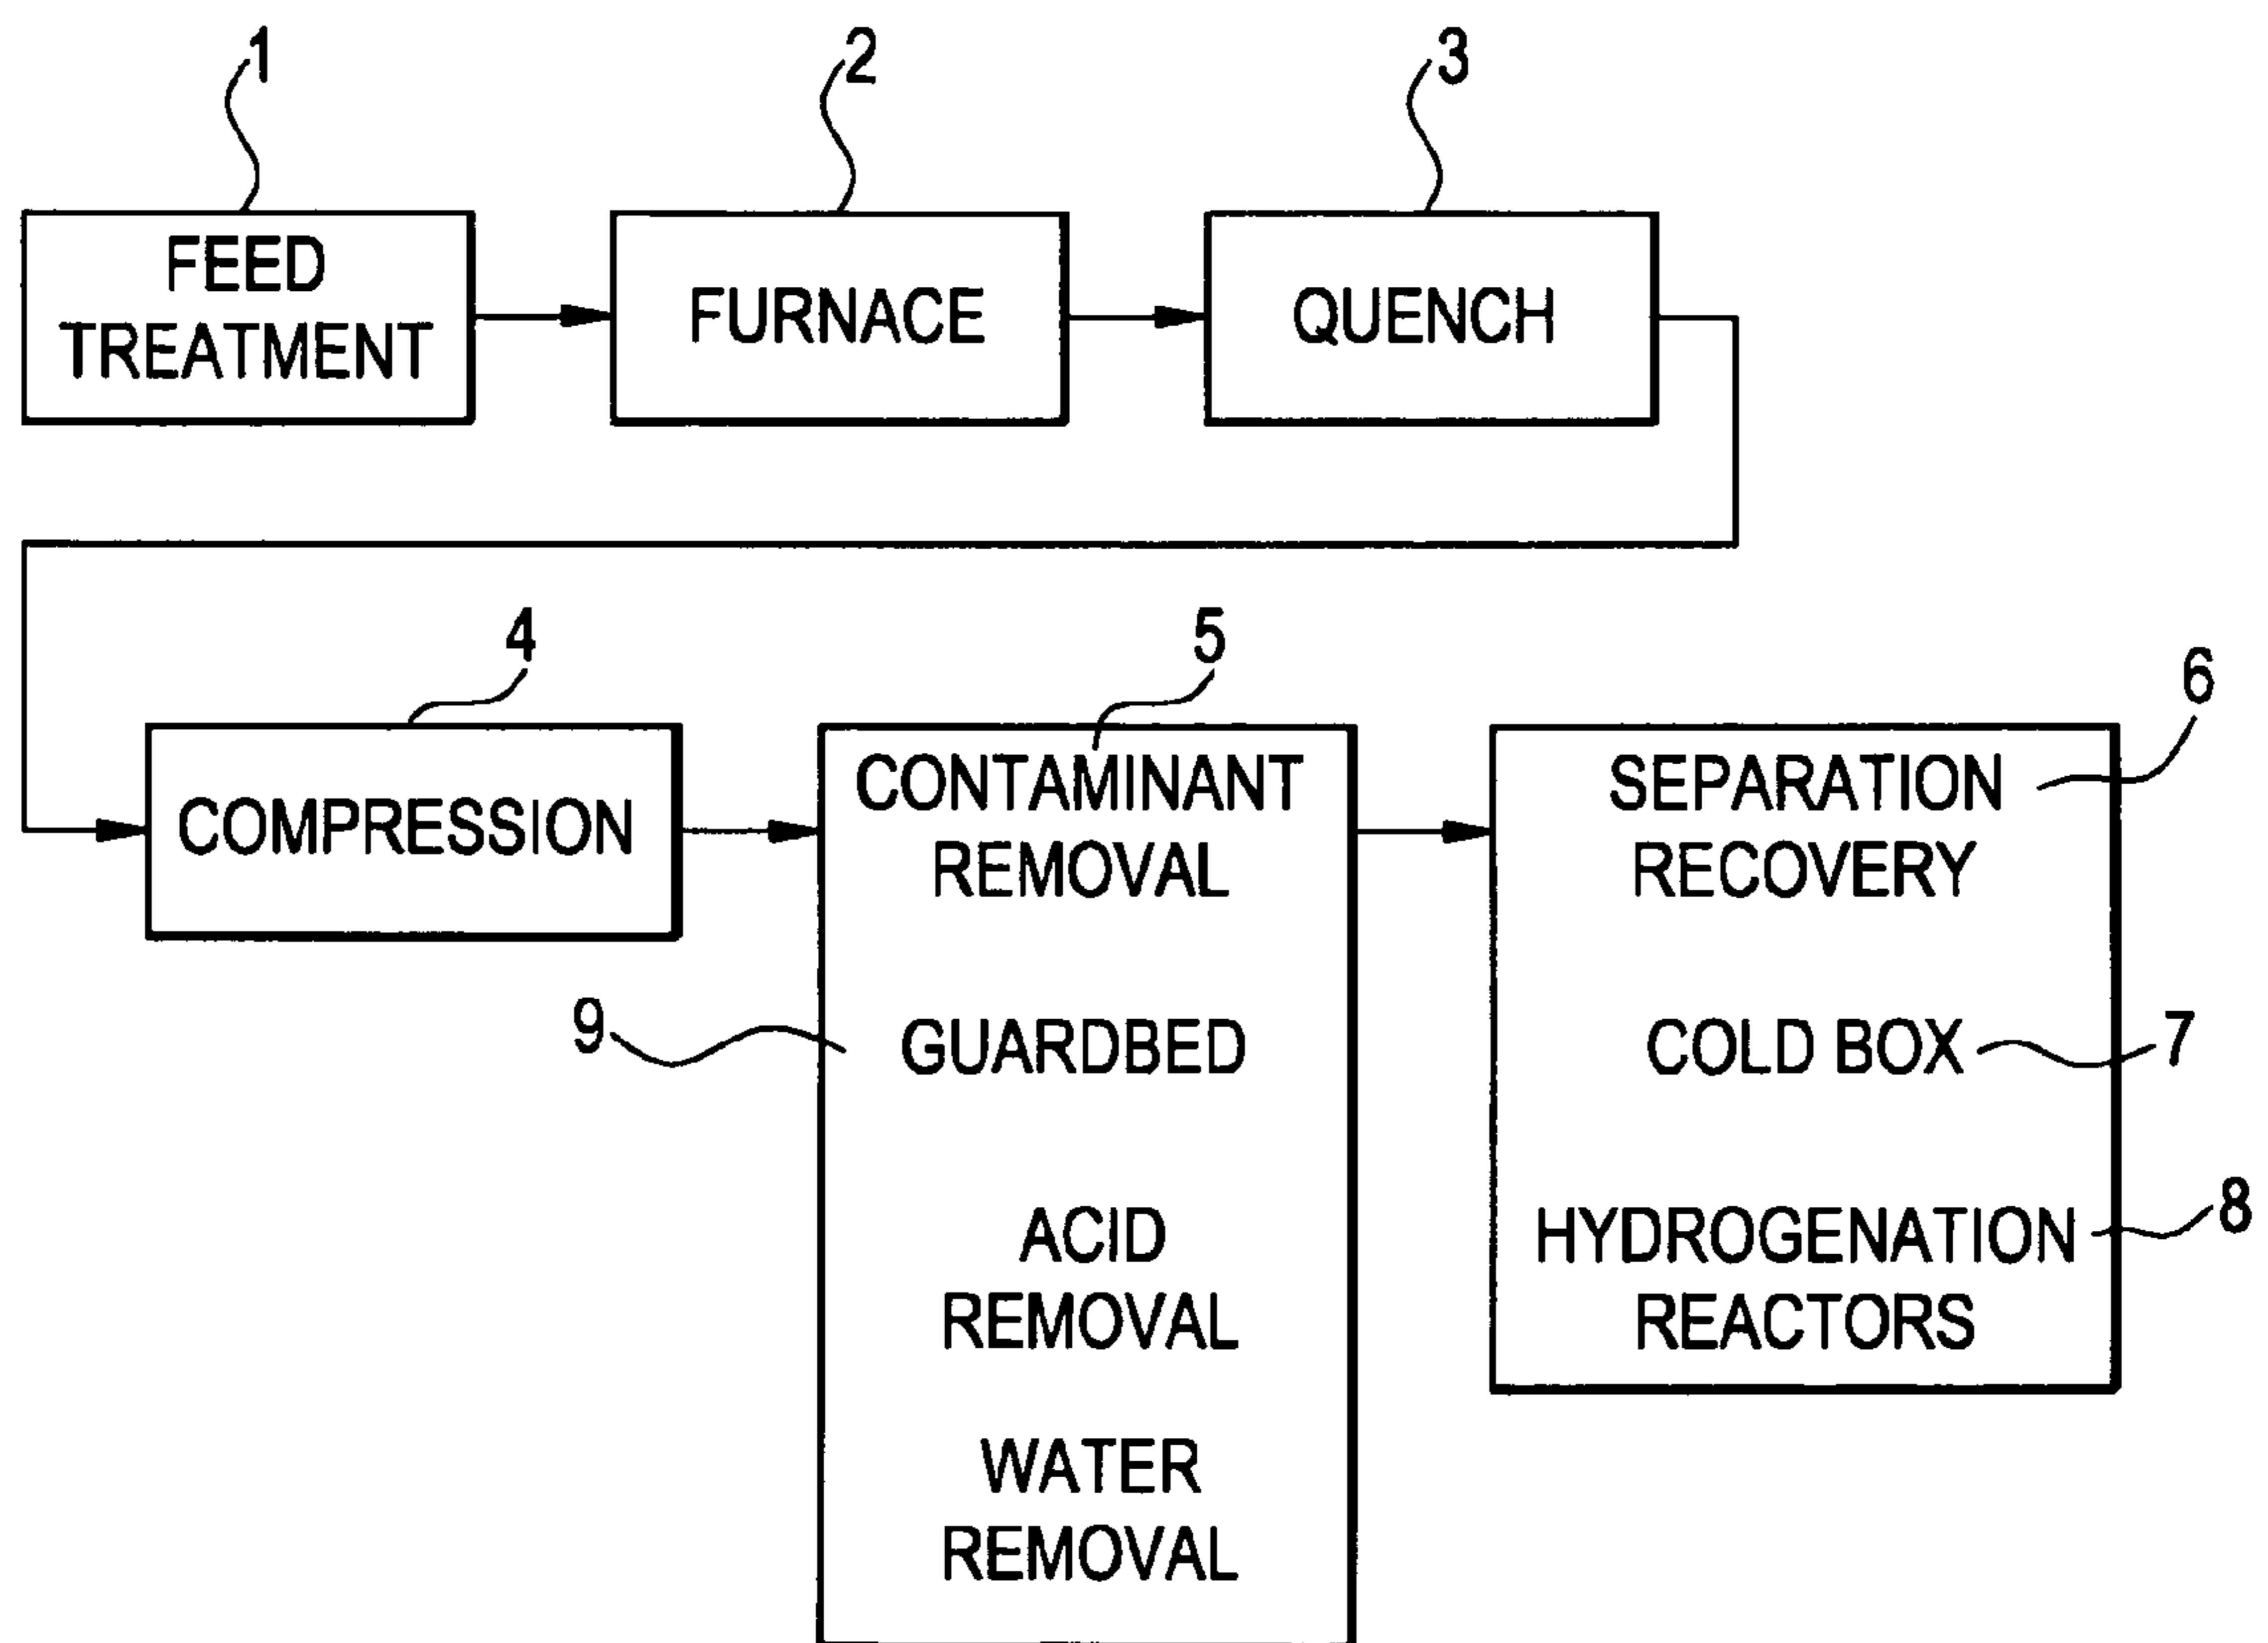 1
2
3
FEED
TREATMENT
FURNACE
QUENCH
4
5
6
COMPRESSION
CONTAMINANT
REMOVAL
SEPARATION
RECOVERY
9
GUARDBED
COLD BOX
7
ACID
REMOVAL
HYDROGENATION
REACTORS
8
WATER
REMOVAL